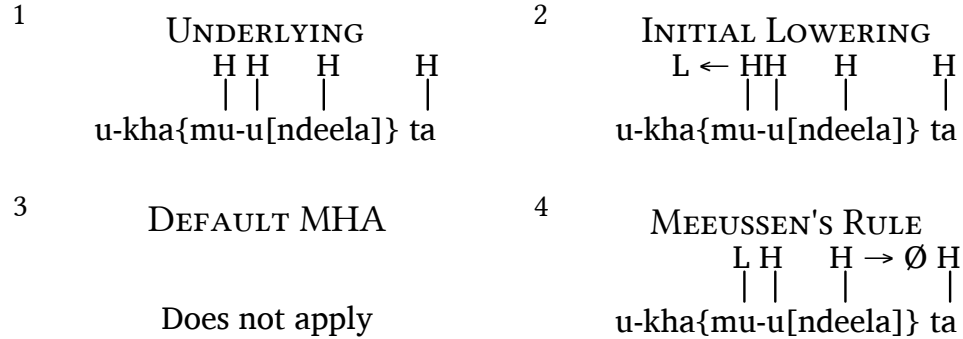 1
UNDERLYING
H H H H
u-kha{mu-u[ndeela]} ta
2
INITIAL LOWERING
L ← HH H H
u-kha{mu-u[ndeela]} ta
3
DEFAULT MHA
Does not apply
4
MEEUSSEN'S RULE
L H H → Ø H
u-kha{mu-u[ndeela]} ta